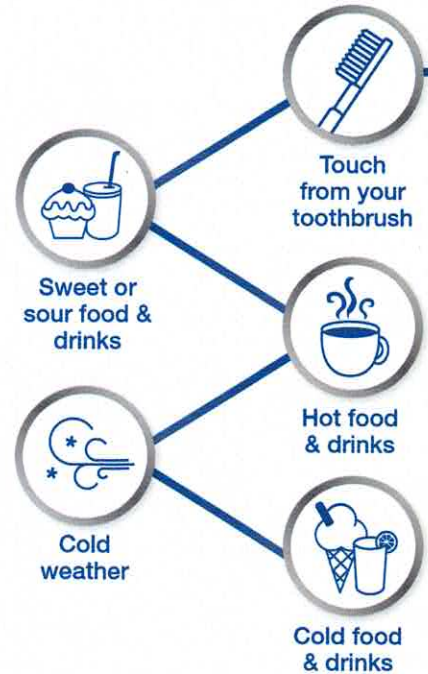 Touch
from your
toothbrush
Sweet or
sour food &
drinks
Hot food
& drinks
Cold
weather
Cold food
& drinks